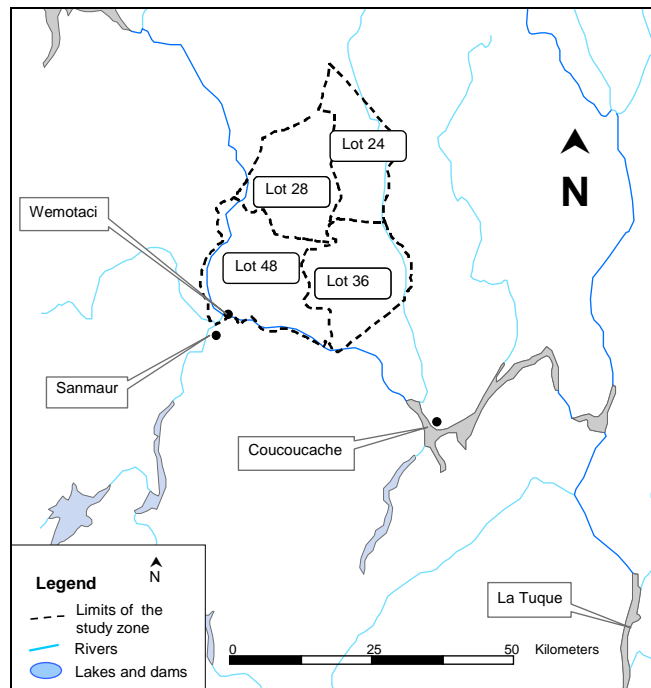 Lot 24
Lot 28
N
Wemotaci
Lot 48
Lot 36
Sanmaur
Coucoucache
N
Legend
Limits of the
study zone
Rivers
Lakes and dams
La Tuque
0 25 50 Kilometers